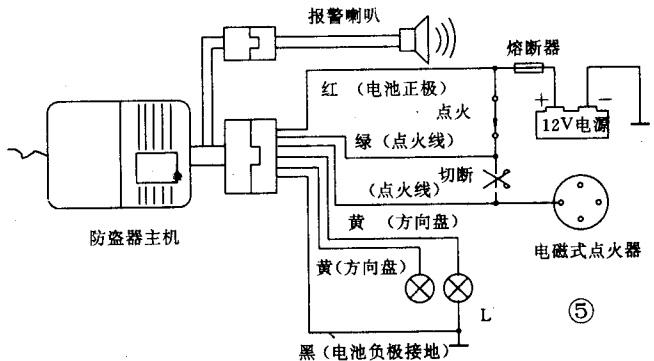 报警喇叭
熔断器
红（电池正极）
+
−
点火
12V电源
绿（点火线）
切断
（点火线）
黄（方向盘）
防盗器主机
电磁式点火器
黄（方向盘）
L
⑤
黑（电池负极接地）